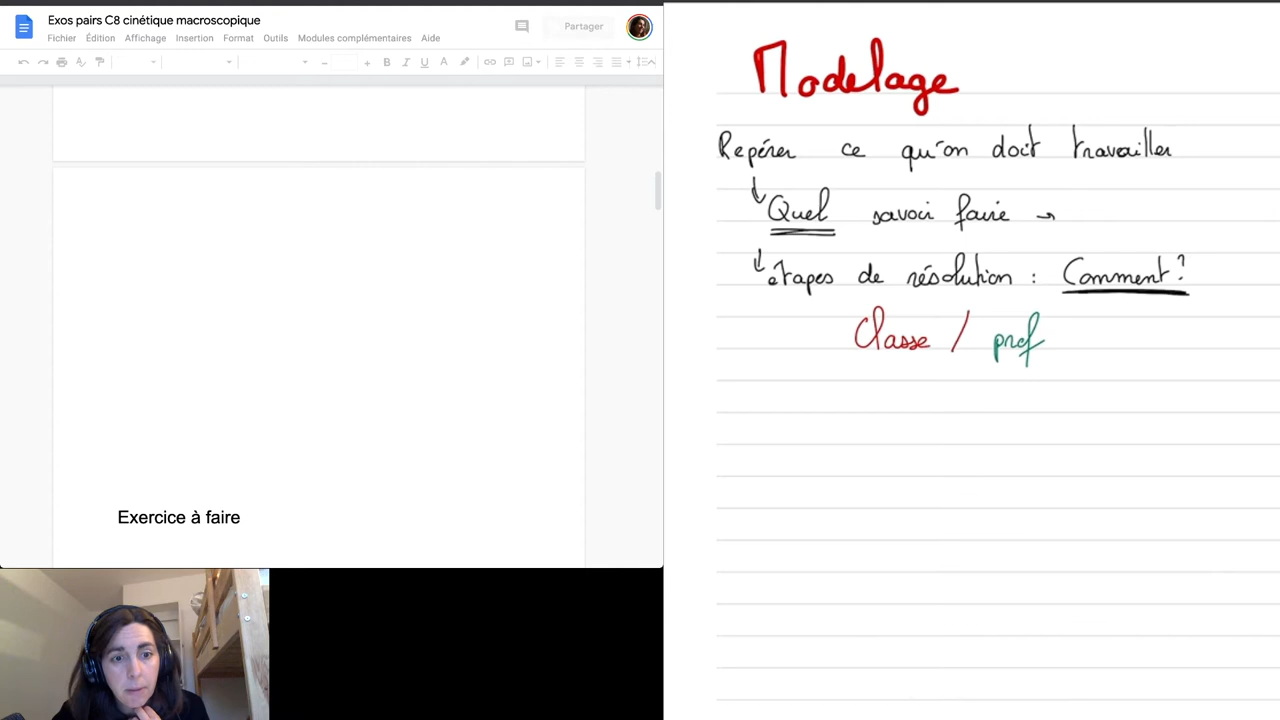 Exos pairs C8 cinétique macroscopique
Partager
Fichier Édition Affichage Insertion Format Outils Modules complémentaires Aide
B I U A
Exercice à faire
Modelage
Repérer ce qu'on doit travailler
↳ Quel savoir faire →
↳ étapes de résolution : Comment ?
Classe / prof